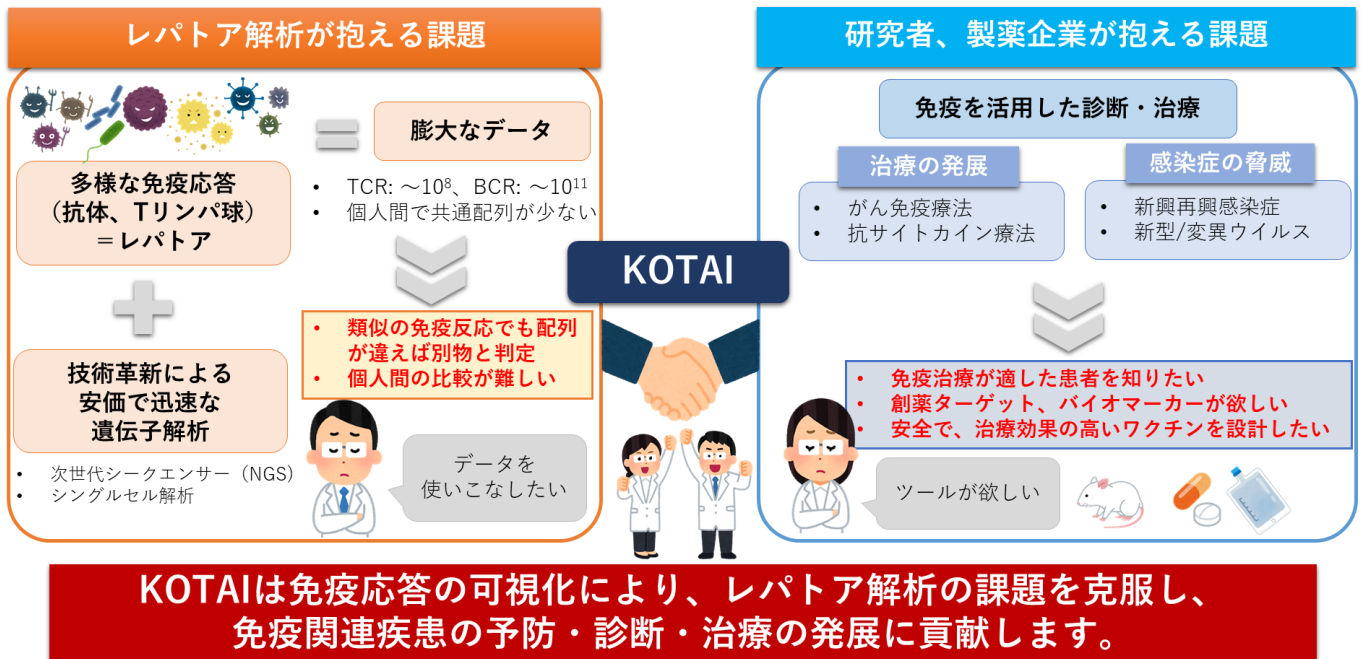 レパトア解析が抱える課題
多様な免疫応答
(抗体、Tリンパ球)
＝レパトア
技術革新による
安価で迅速な
遺伝子解析
• 次世代シークエンサー（NGS）
• シングルセル解析
膨大なデータ
• TCR: ～10⁸、BCR: ～10¹¹
• 個人間で共通配列が少ない
• 類似の免疫反応でも配列
が違えば別物と判定
• 個人間の比較が難しい
データを
使いこなしたい
KOTAI
研究者、製薬企業が抱える課題
免疫を活用した診断・治療
治療の発展
• がん免疫療法
• 抗サイトカイン療法
感染症の脅威
• 新興再興感染症
• 新型/変異ウイルス
• 免疫治療が適した患者を知りたい
• 創薬ターゲット、バイオマーカーが欲しい
• 安全で、治療効果の高いワクチンを設計したい
ツールが欲しい
KOTAIは免疫応答の可視化により、レパトア解析の課題を克服し、
免疫関連疾患の予防・診断・治療の発展に貢献します。